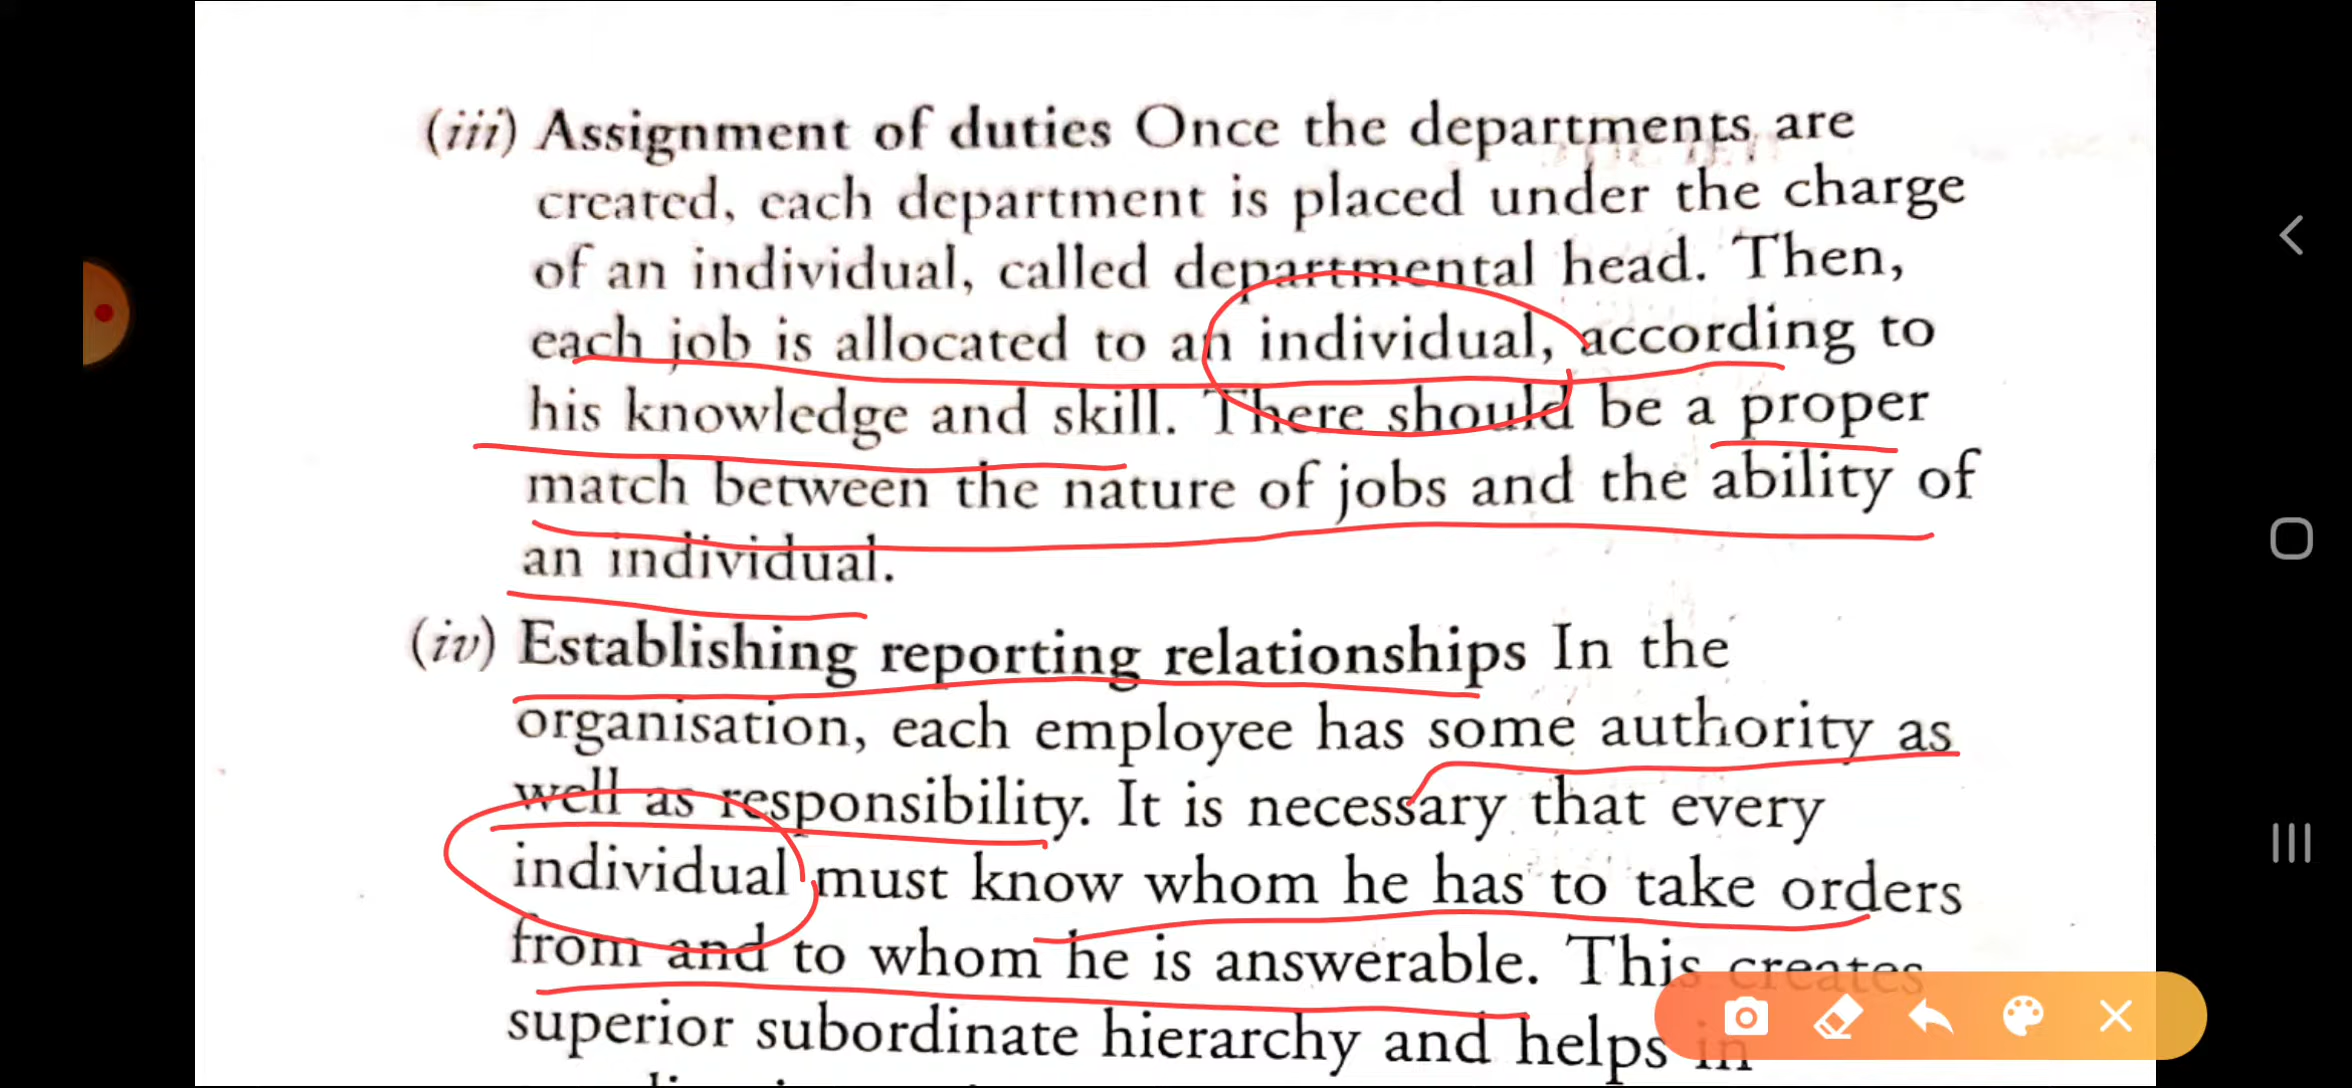 (iii) Assignment of duties Once the departments are
created, each department is placed under the charge
of an individual, called departmental head. Then,
each job is allocated to an individual, according to
his knowledge and skill. There should be a proper
match between the nature of jobs and the ability of
an individual.
(iv) Establishing reporting relationships In the
organisation, each employee has some authority as
well as responsibility. It is necessary that every
individual must know whom he has to take orders
from and to whom he is answerable. This creates
superior subordinate hierarchy and helps in